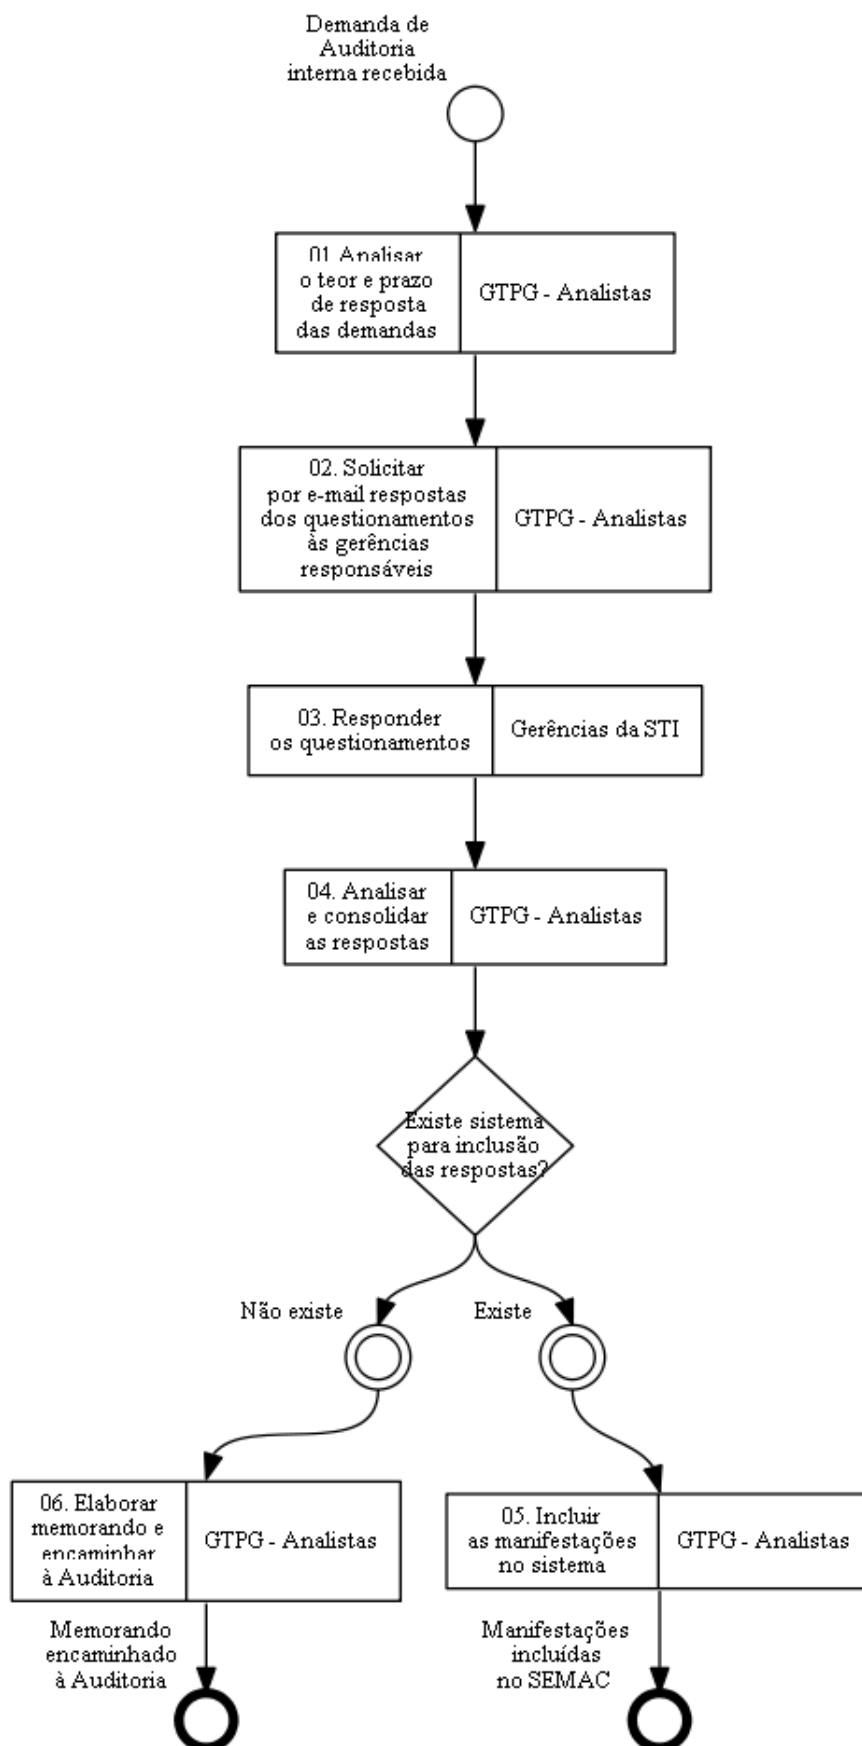 Demanda de
Auditoria
interna recebida
01 Analisar
o teor e prazo
de resposta
das demandas
GTPG - Analistas
02. Solicitar
por e-mail respostas
dos questionamentos
às gerências
responsáveis
GTPG - Analistas
03. Responder
os questionamentos
Gerências da STI
04. Analisar
e consolidar
as respostas
GTPG - Analistas
Existe sistema
para inclusão
das respostas?
Não existe
Existe
06. Elaborar
memorando e
encaminhar
à Auditoria
GTPG - Analistas
05. Incluir
as manifestações
no sistema
GTPG - Analistas
Memorando
encaminhado
à Auditoria
Manifestações
incluídas
no SEMAC